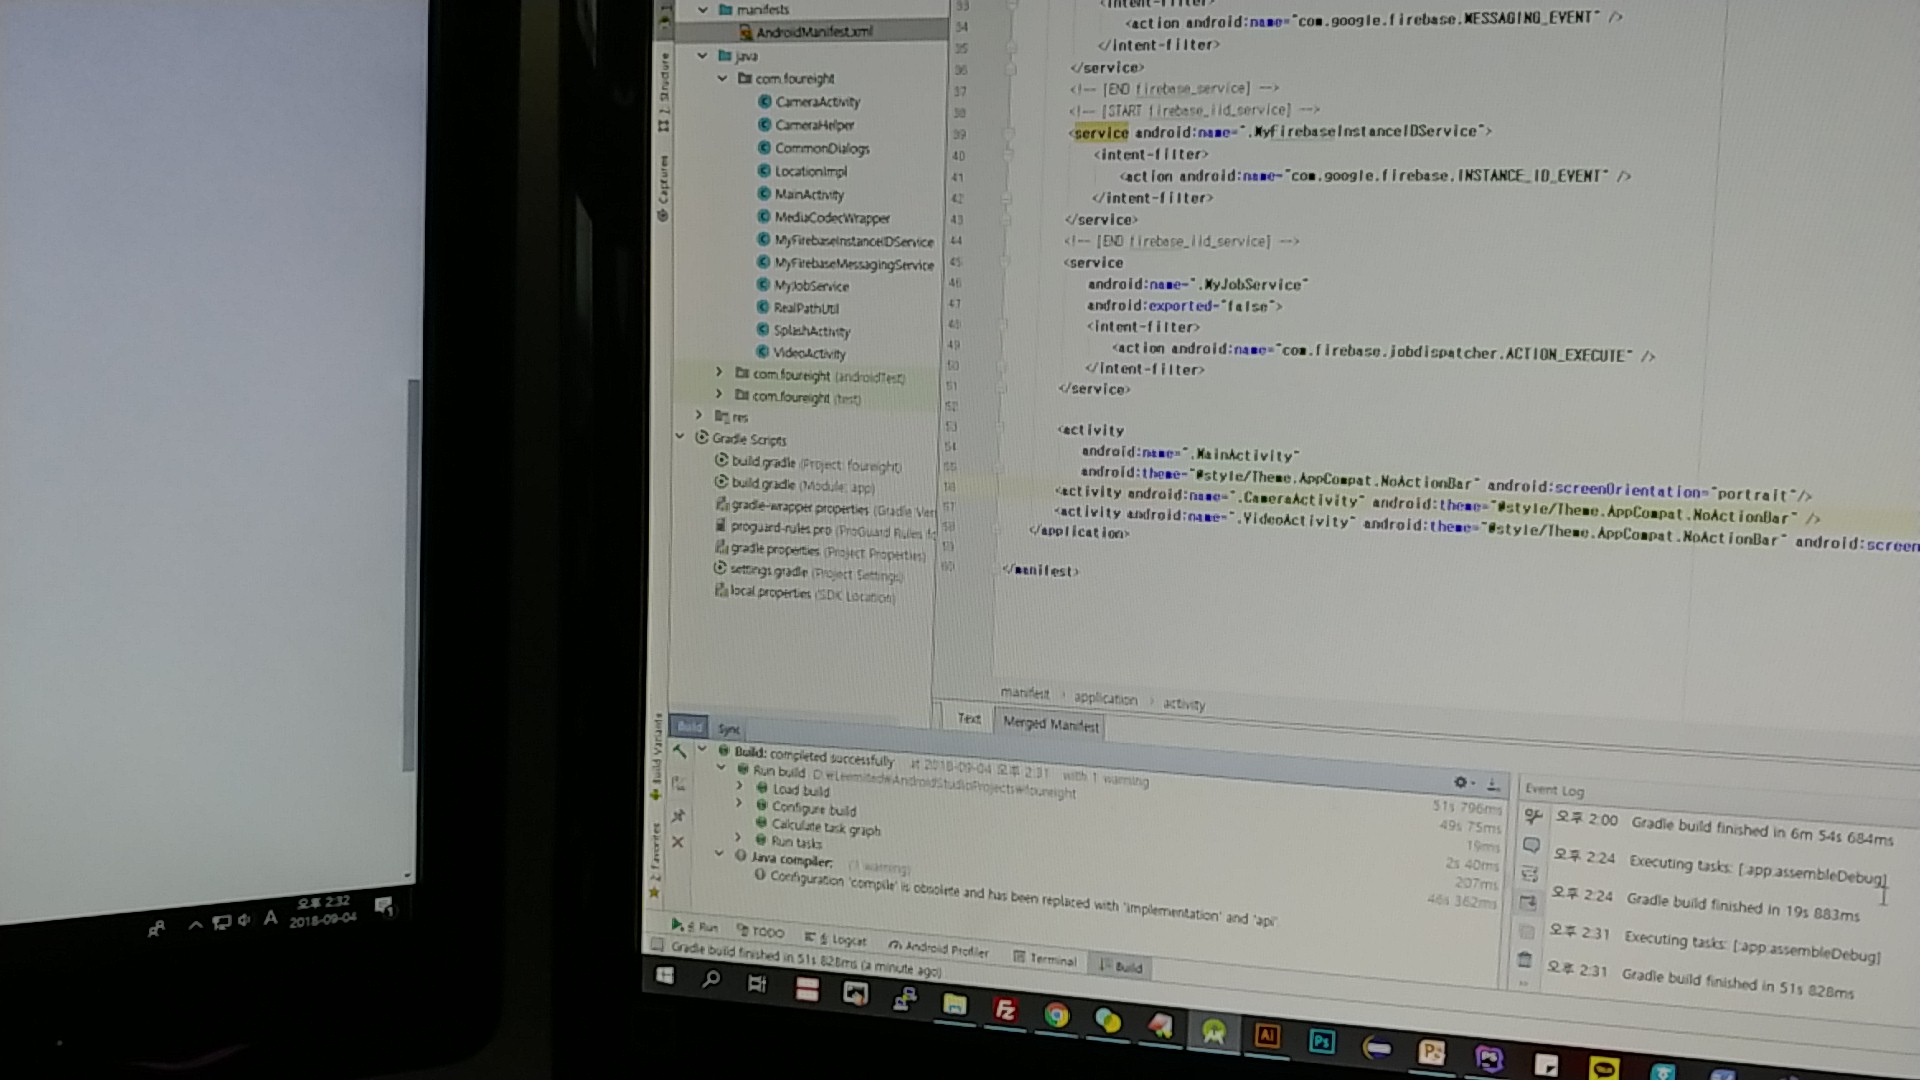 오후 2:32
A 2018-09-04
manifests
AndroidManifest.xml
java
com.foureight
CameraActivity
CameraHelper
CommonDialogs
LocationImpl
MainActivity
MediaCodecWrapper
MyFirebaseInstanceIDService
MyFirebaseMessagingService
MyJobService
RealPathUtil
SplashActivity
VideoActivity
com.foureight (androidTest)
com.foureight (test)
res
Gradle Scripts
build.gradle (Project: foureight)
build.gradle (Module: app)
gradle-wrapper.properties (Gradle Ver
proguard-rules.pro (ProGuard Rules fo
gradle.properties (Project Properties)
settings.gradle (Project Settings)
local.properties (SDK Location)
Captures
7: Structure
Build Variants
2: Favorites
33
34 <action android:name="com.google.firebase.MESSAGING_EVENT" />
35 </intent-filter>
36 </service>
37 <!-- [END firebase_service] -->
38 <!-- [START firebase_iid_service] -->
39 <service android:name=".MyFirebaseInstanceIDService">
40 <intent-filter>
41 <action android:name="com.google.firebase.INSTANCE_ID_EVENT" />
42 </intent-filter>
43 </service>
44 <!-- [END firebase_iid_service] -->
45 <service
46 android:name=".MyJobService"
47 android:exported="false">
48 <intent-filter>
49 <action android:name="com.firebase.jobdispatcher.ACTION_EXECUTE" />
50 </intent-filter>
51 </service>
52
53 <activity
54 android:name=".MainActivity"
55 android:theme="@style/Theme.AppCompat.NoActionBar" android:screenOrientation="portrait"/>
56 <activity android:name=".CameraActivity" android:theme="@style/Theme.AppCompat.NoActionBar" />
57 <activity android:name=".VideoActivity" android:theme="@style/Theme.AppCompat.NoActionBar" android:screen
58 </application>
59
60 </manifest>
manifest › application › activity
Text Merged Manifest
Build Sync
Build: completed successfully at 2018-09-04 오후 2:31 with 1 warning
51s 796ms
Run build
49s 75ms
Load build
19ms
Configure build
2s 40ms
Calculate task graph
207ms
Run tasks
46s 362ms
Java compiler: (1 warning)
Configuration 'compile' is obsolete and has been replaced with 'implementation' and 'api'
Event Log
오후 2:00 Gradle build finished in 6m 54s 684ms
오후 2:24 Executing tasks: [:app:assembleDebug]
오후 2:24 Gradle build finished in 19s 883ms
오후 2:31 Executing tasks: [:app:assembleDebug]
오후 2:31 Gradle build finished in 51s 828ms
4: Run TODO 6: Logcat Android Profiler Terminal Build
Gradle build finished in 51s 828ms (a minute ago)
Fz
Ai
Ps